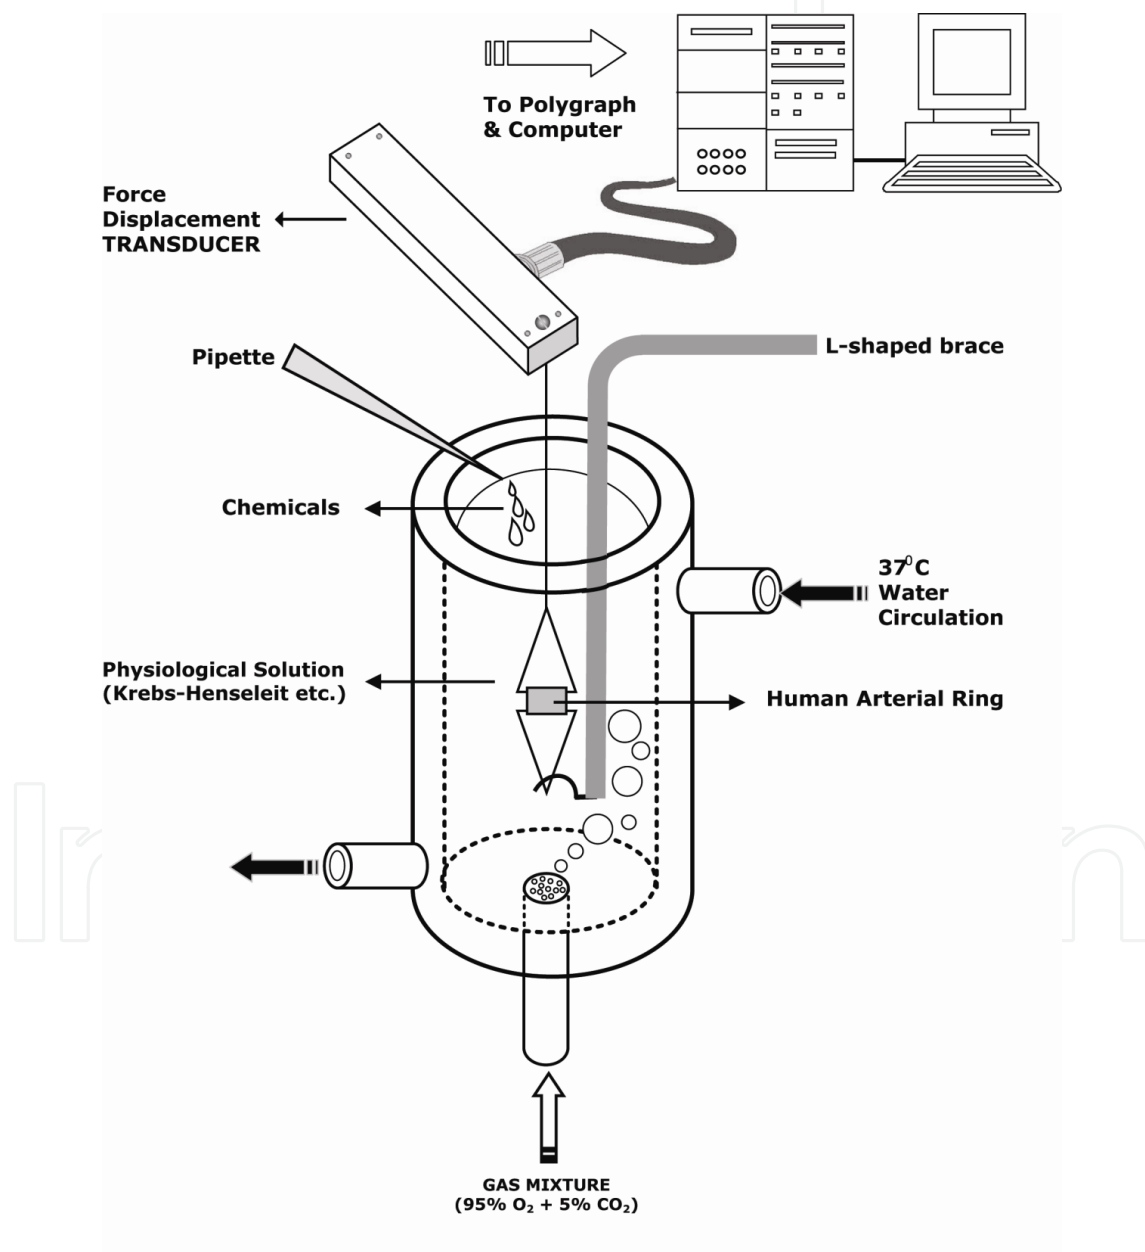 To Polygraph
& Computer
Force
Displacement
TRANSDUCER
Pipette
L-shaped brace
Chemicals
37⁰C
Water
Circulation
Physiological Solution
(Krebs-Henseleit etc.)
Human Arterial Ring
GAS MIXTURE
(95% O₂ + 5% CO₂)